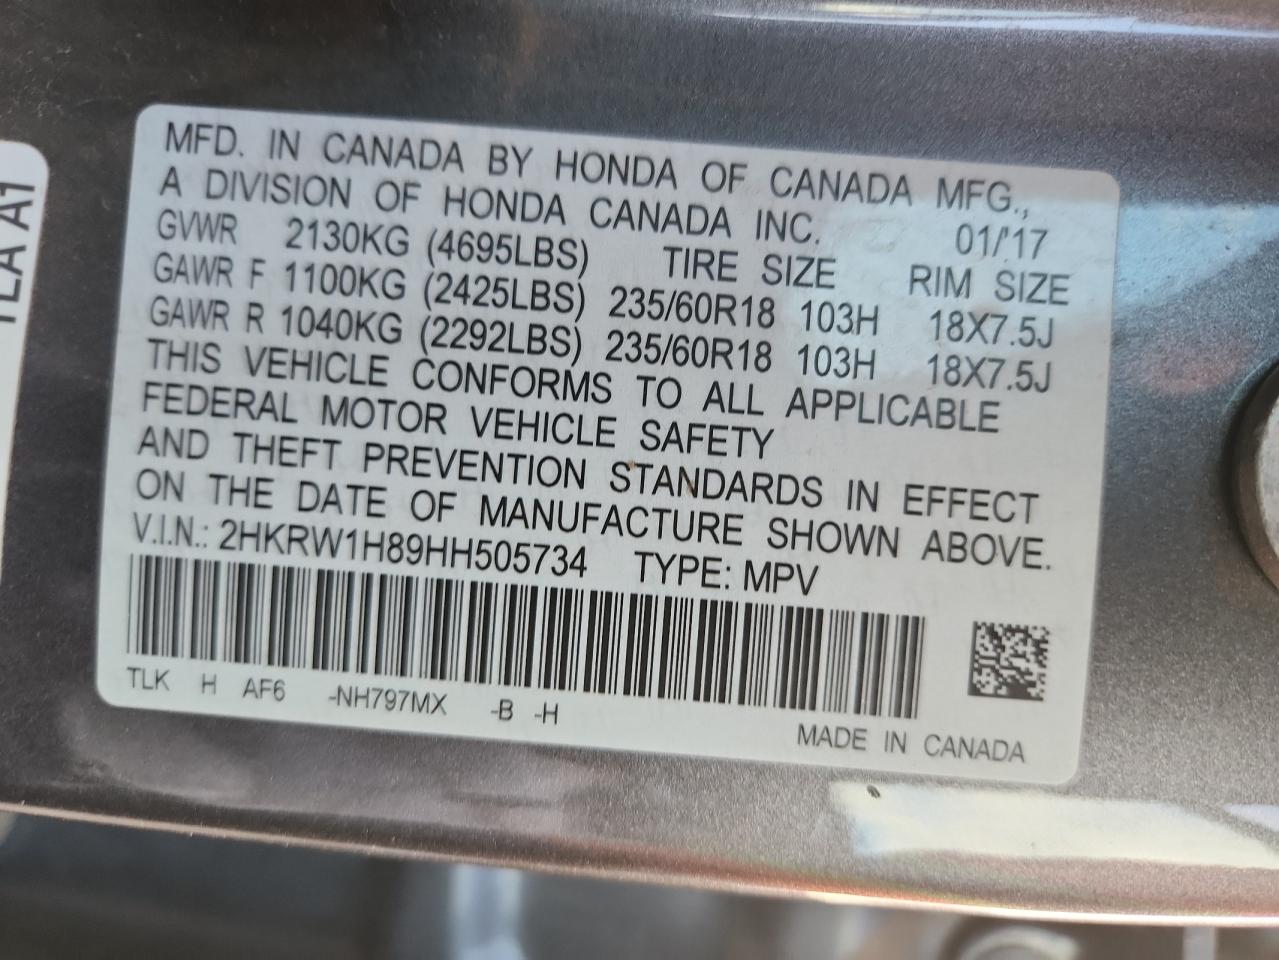 MFD. IN CANADA BY HONDA OF CANADA MFG.,
A DIVISION OF HONDA CANADA INC. 01/'17
GVWR 2130KG (4695LBS) TIRE SIZE RIM SIZE
GAWR F 1100KG (2425LBS) 235/60R18 103H 18X7.5J
GAWR R 1040KG (2292LBS) 235/60R18 103H 18X7.5J
THIS VEHICLE CONFORMS TO ALL APPLICABLE
FEDERAL MOTOR VEHICLE SAFETY
AND THEFT PREVENTION STANDARDS IN EFFECT
ON THE DATE OF MANUFACTURE SHOWN ABOVE.
V.I.N.: 2HKRW1H89HH505734 TYPE: MPV
TLK H AF6 -NH797MX -B -H
MADE IN CANADA
TLA A1